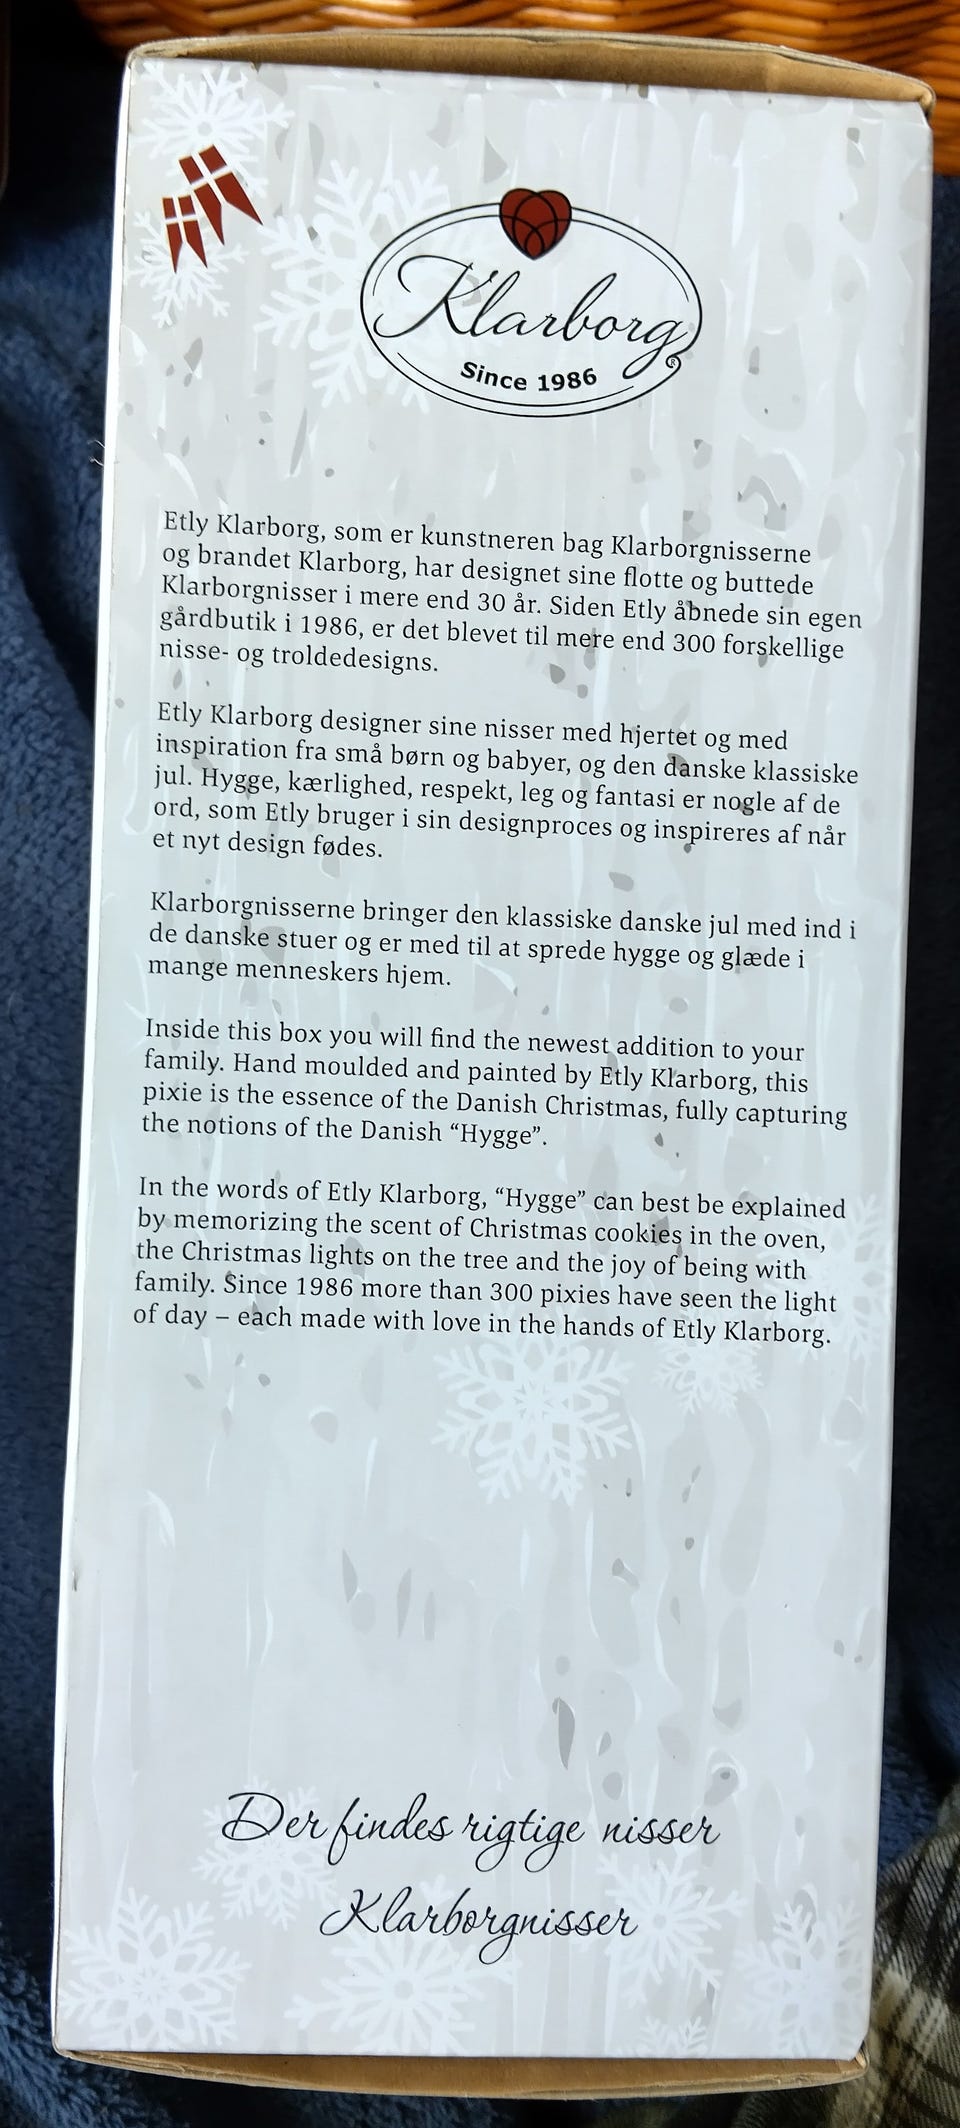 Klarborg
Since 1986
Etly Klarborg, som er kunstneren bag Klarborgnisserne
og brandet Klarborg, har designet sine flotte og buttede
Klarborgnisser i mere end 30 år. Siden Etly åbnede sin egen
gårdbutik i 1986, er det blevet til mere end 300 forskellige
nisse- og troldedesigns.
Etly Klarborg designer sine nisser med hjertet og med
inspiration fra små børn og babyer, og den danske klassiske
jul. Hygge, kærlighed, respekt, leg og fantasi er nogle af de
ord, som Etly bruger i sin designproces og inspireres af når
et nyt design fødes.
Klarborgnisserne bringer den klassiske danske jul med ind i
de danske stuer og er med til at sprede hygge og glæde i
mange menneskers hjem.
Inside this box you will find the newest addition to your
family. Hand moulded and painted by Etly Klarborg, this
pixie is the essence of the Danish Christmas, fully capturing
the notions of the Danish “Hygge”.
In the words of Etly Klarborg, “Hygge” can best be explained
by memorizing the scent of Christmas cookies in the oven,
the Christmas lights on the tree and the joy of being with
family. Since 1986 more than 300 pixies have seen the light
of day – each made with love in the hands of Etly Klarborg.
Der findes rigtige nisser
Klarborgnisser